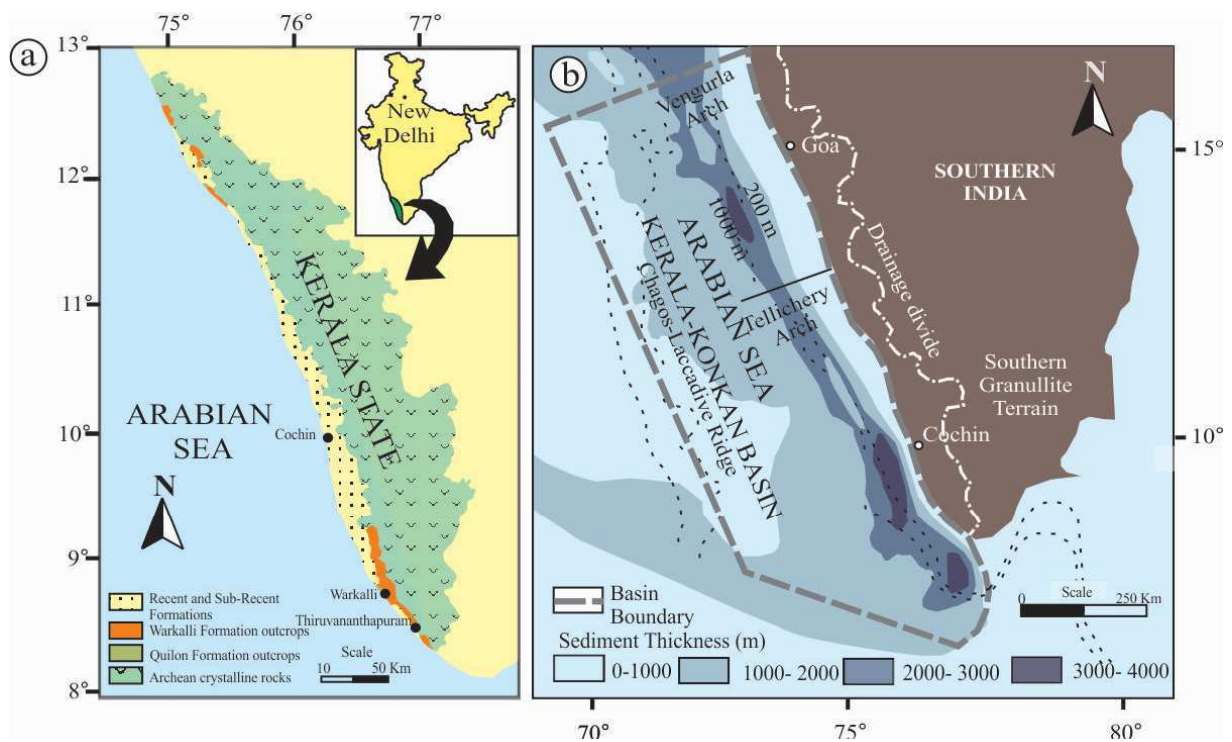 a
75°
76°
77°
13°
12°
11°
10°
9°
8°
New
Delhi
KERALA STATE
ARABIAN
SEA
Cochin
N
Warkalli
Thiruvananthapuram
Recent and Sub-Recent
Formations
Warkalli Formation outcrops
Quilon Formation outcrops
Archean crystalline rocks
Scale
10
50 Km
b
Vengurla
Arch
N
Goa
15°
SOUTHERN
INDIA
200 m
1000 m
ARABIAN SEA
KERALA-KONKAN BASIN
Chagos-Laccadive Ridge
Tellichery
Arch
Drainage divide
Southern
Granullite
Terrain
Cochin
10°
Basin
Boundary
Scale
0
250 Km
Sediment Thickness (m)
0-1000
1000- 2000
2000- 3000
3000- 4000
70°
75°
80°